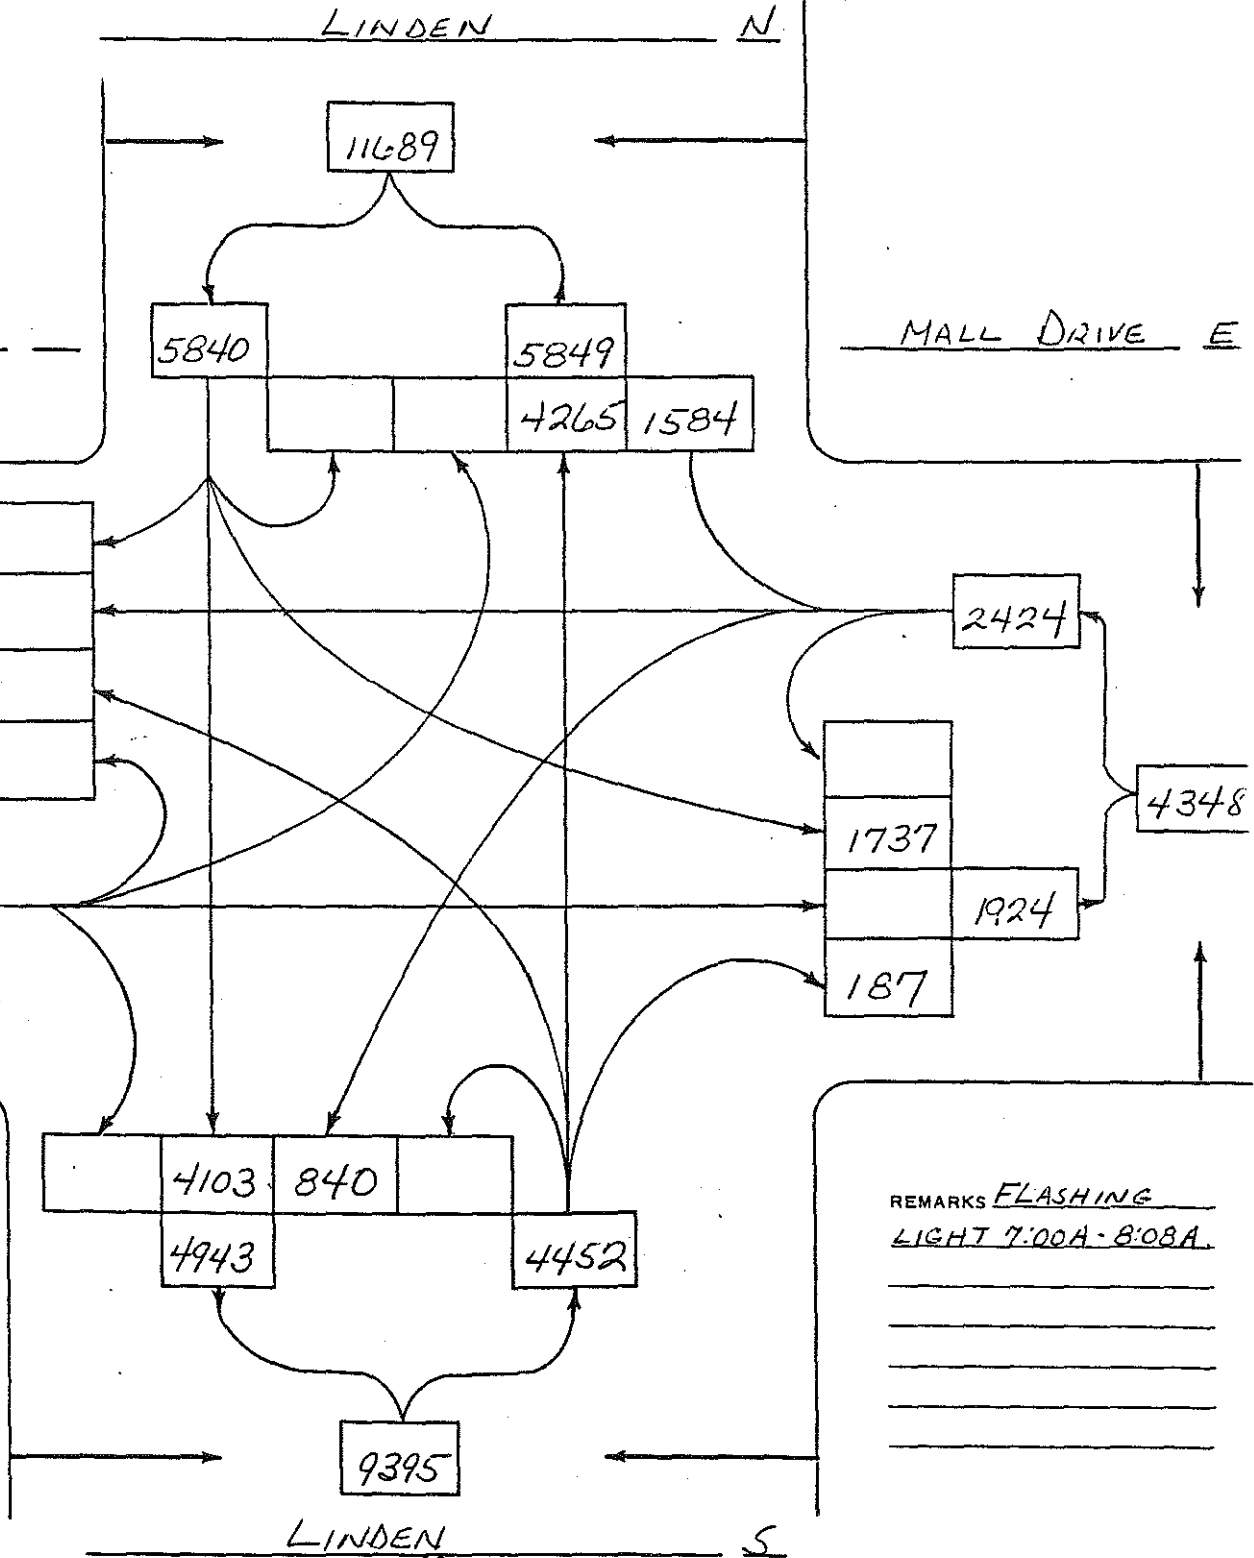 LINDEN N
11689
5840 5849
MALL DRIVE E
4265 1584
2424
4348
1737
1924
187
4103 840
4943 4452
REMARKS FLASHING
LIGHT 7:00A - 8:08A.
9395
LINDEN S